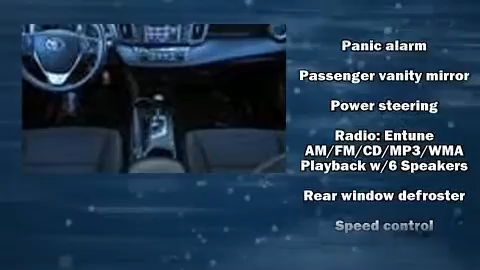 Panic alarm
Passenger vanity mirror
Power steering
Radio: Entune
AM/FM/CD/MP3/WMA
Playback w/6 Speakers
Rear window defroster
Speed control